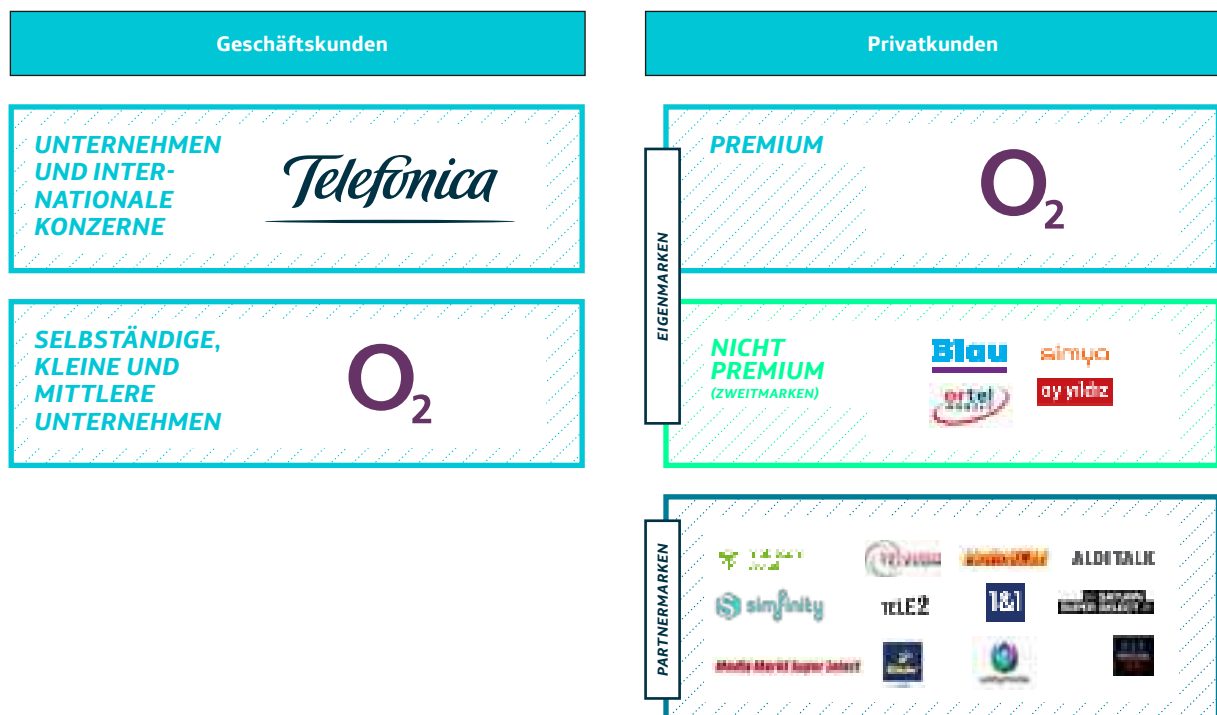 Geschäftskunden
Privatkunden
UNTERNEHMEN
UND INTER-
NATIONALE
KONZERNE
Telefónica
SELBSTÄNDIGE,
KLEINE UND
MITTLERE
UNTERNEHMEN
O2
EIGENMARKEN
PREMIUM
O2
NICHT
PREMIUM
(ZWEITMARKEN)
Blau
simyo
ortel
ay yildiz
PARTNERMARKEN
ALDI TALK
simfinity
TELE2
1&1
Media Markt Super Select